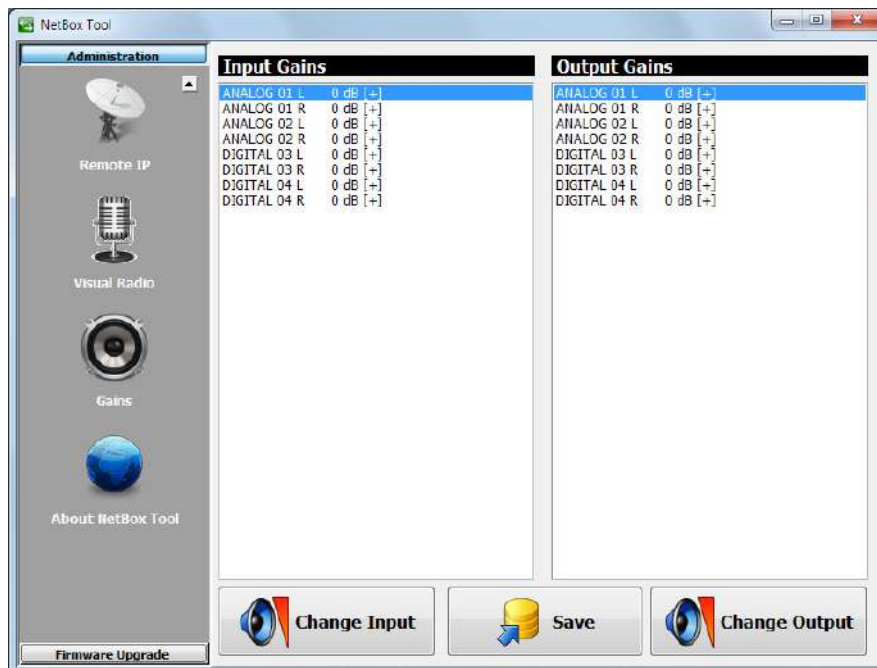 NetBox Tool
Administration
Remote IP
Visual Radio
Gains
About NetBox Tool
Firmware Upgrade
Input Gains
ANALOG 01 L 0 dB [+]
ANALOG 01 R 0 dB [+]
ANALOG 02 L 0 dB [+]
ANALOG 02 R 0 dB [+]
DIGITAL 03 L 0 dB [+]
DIGITAL 03 R 0 dB [+]
DIGITAL 04 L 0 dB [+]
DIGITAL 04 R 0 dB [+]
Output Gains
ANALOG 01 L 0 dB [+]
ANALOG 01 R 0 dB [+]
ANALOG 02 L 0 dB [+]
ANALOG 02 R 0 dB [+]
DIGITAL 03 L 0 dB [+]
DIGITAL 03 R 0 dB [+]
DIGITAL 04 L 0 dB [+]
DIGITAL 04 R 0 dB [+]
Change Input
Save
Change Output